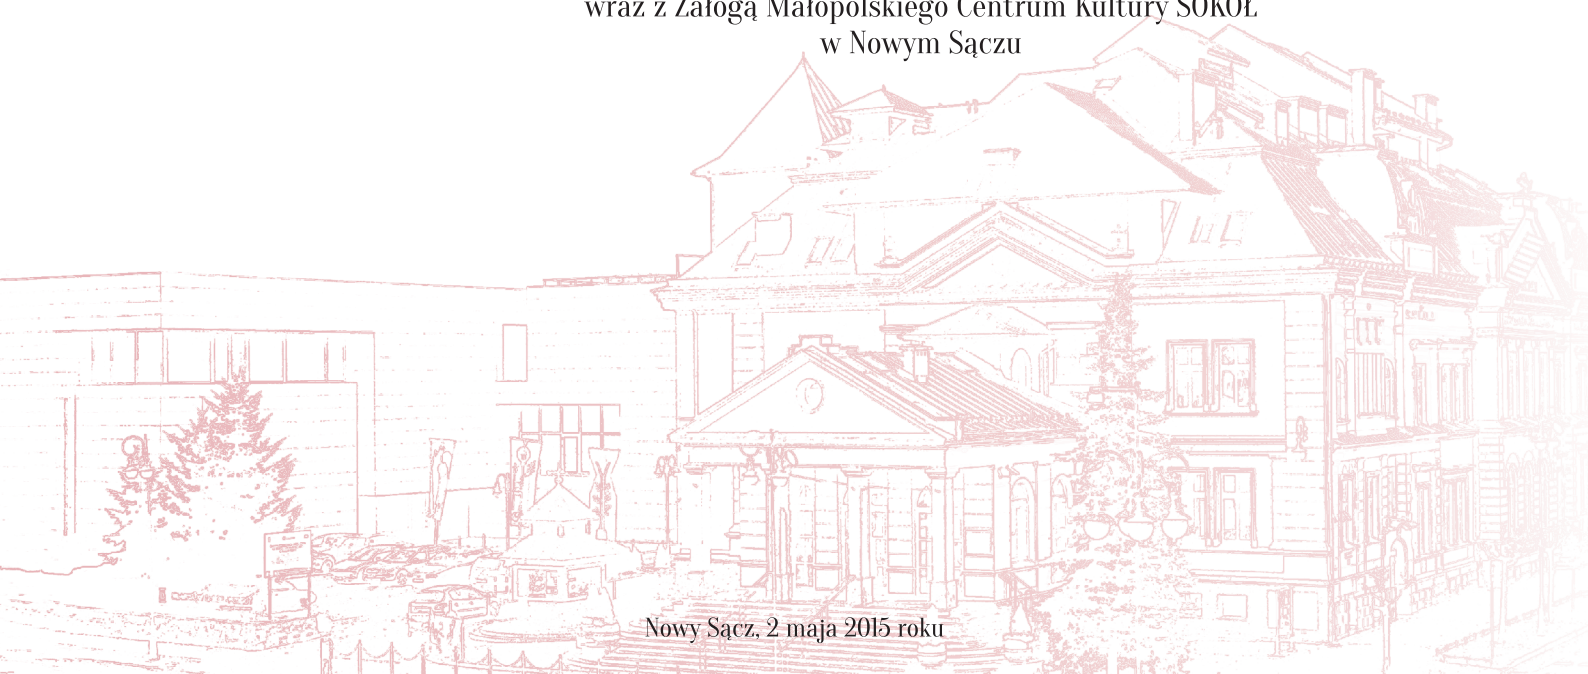 wraz z Załogą Małopolskiego Centrum Kultury SOKÓŁ
w Nowym Sączu
Nowy Sącz, 2 maja 2015 roku